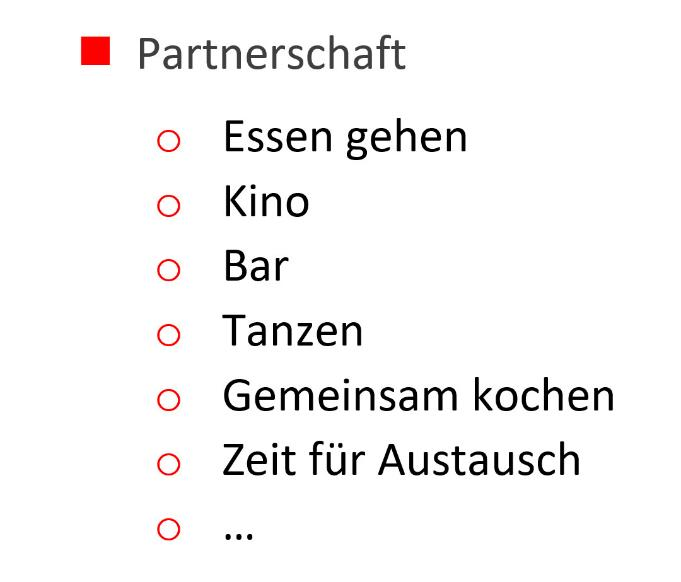 Partnerschaft
Essen gehen
Kino
Bar
Tanzen
Gemeinsam kochen
Zeit für Austausch
...